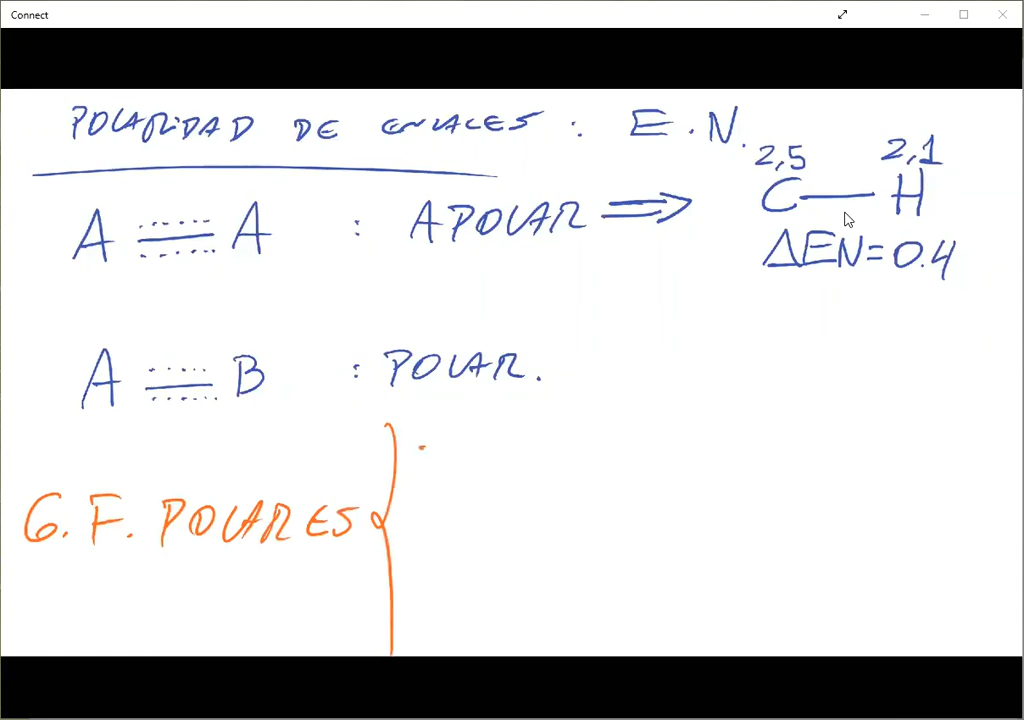 Connect
POLARIDAD DE ENLACES : E.N.
2,5 2,1
A A : APOLAR ⇒ C — H
ΔEN=0.4
A B : POLAR.
G.F. POLARES